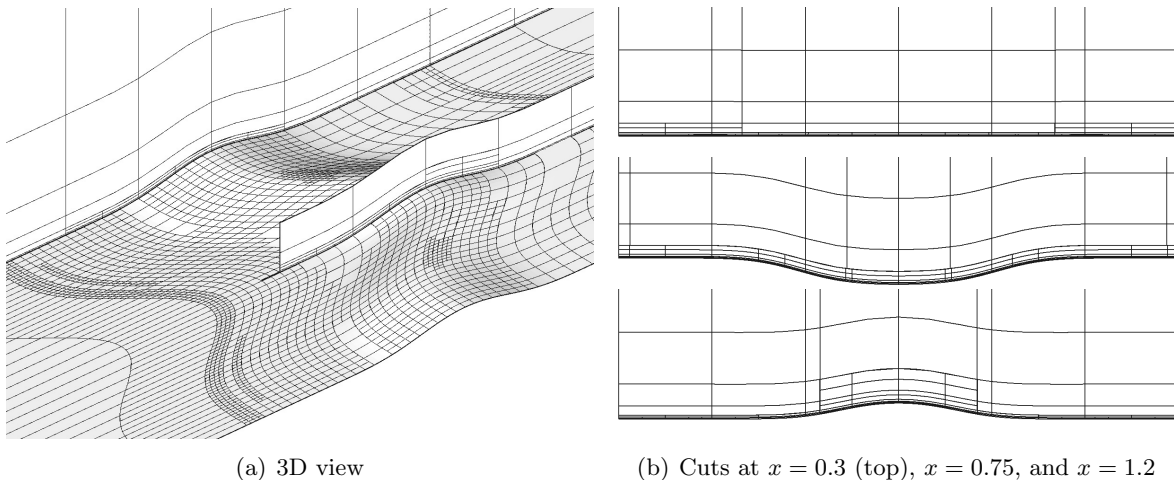 (a) 3D view
(b) Cuts at x = 0.3 (top), x = 0.75, and x = 1.2